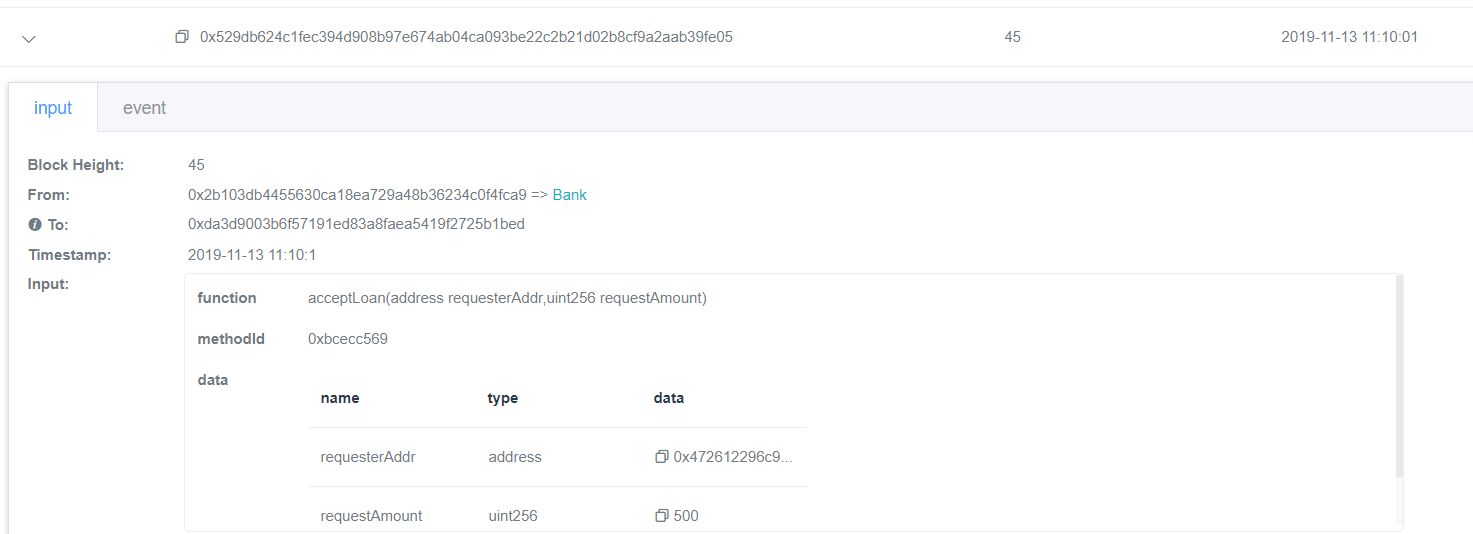 0x529db624c1fec394d908b97e674ab04ca093be22c2b21d02b8cf9a2aab39fe05 45 2019-11-13 11:10:01
input event
Block Height: 45
From: 0x2b103db4455630ca18ea729a48b36234c0f4fca9 => Bank
To: 0xda3d9003b6f57191ed83a8faea5419f2725b1bed
Timestamp: 2019-11-13 11:10:1
Input:
function acceptLoan(address requesterAddr,uint256 requestAmount)
methodId 0xbcecc569
data
name type data
requesterAddr address 0x472612296c9...
requestAmount uint256 500